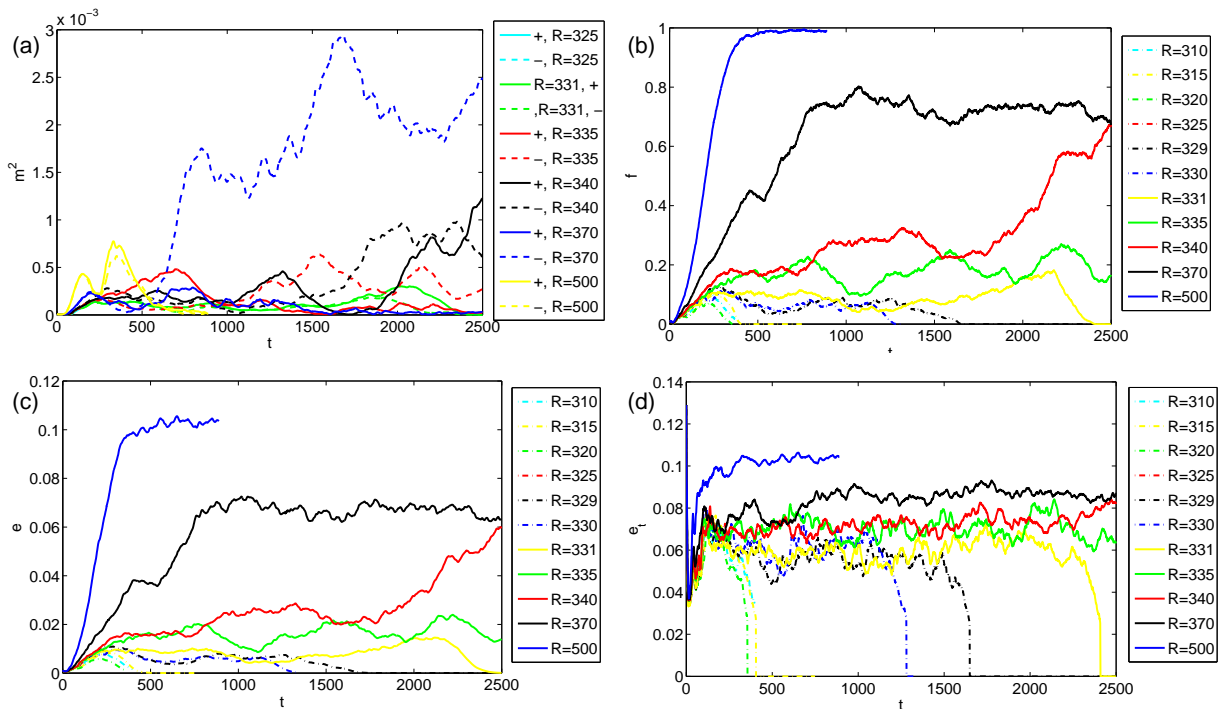 x 10⁻³
(a)
3
2.5
2
1.5
1
0.5
0
m²
0 500 1000 1500 2000 2500
t
+, R=325
−, R=325
R=331, +
,R=331, −
+, R=335
−, R=335
+, R=340
−, R=340
+, R=370
−, R=370
+, R=500
−, R=500
(b)
1
0.8
0.6
0.4
0.2
0
f
0 500 1000 1500 2000 2500
R=310
R=315
R=320
R=325
R=329
R=330
R=331
R=335
R=340
R=370
R=500
(c)
0.12
0.1
0.08
0.06
0.04
0.02
0
e
0 500 1000 1500 2000 2500
t
R=310
R=315
R=320
R=325
R=329
R=330
R=331
R=335
R=340
R=370
R=500
(d)
0.14
0.12
0.1
0.08
0.06
0.04
0.02
0
e_t
0 500 1000 1500 2000 2500
t
R=310
R=315
R=320
R=325
R=329
R=330
R=331
R=335
R=340
R=370
R=500